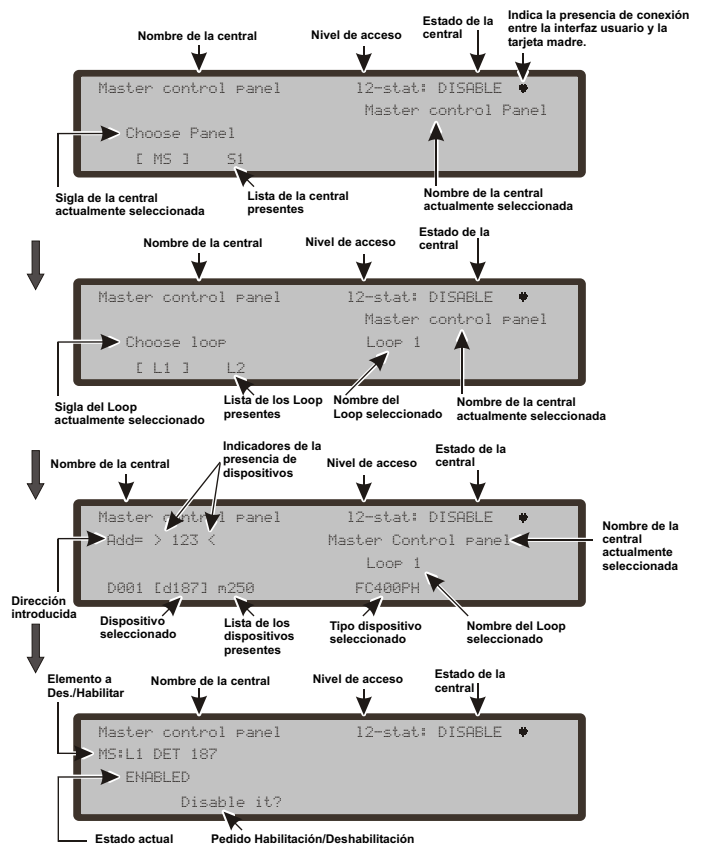 Nombre de la central
Nivel de acceso
Estado de la
central
Indica la presencia de conexión
entre la interfaz usuario y la
tarjeta madre.
Master control panel
l2-stat: DISABLE
Master control Panel
Choose Panel
[ MS ] S1
Sigla de la central
actualmente seleccionada
Lista de la central
presentes
Nombre de la central
actualmente seleccionada
Nombre de la central
Nivel de acceso
Estado de la
central
Master control panel
l2-stat: DISABLE
Master control panel
Choose loop
Loop 1
[ L1 ] L2
Sigla del Loop
actualmente seleccionado
Lista de los Loop
presentes
Nombre del
Loop seleccionado
Nombre de la central
actualmente seleccionada
Nombre de la central
Indicadores de la
presencia de
dispositivos
Nivel de acceso
Estado de la
central
Master control panel
l2-stat: DISABLE
Add= > 123 <
Master Control panel
Loop 1
D001 [d187] m250
FC400PH
Nombre de la
central
actualmente
seleccionada
Dirección
introducida
Dispositivo
seleccionado
Lista de los
dispositivos
presentes
Tipo dispositivo
seleccionado
Nombre del Loop
seleccionado
Elemento a
Des./Habilitar
Nombre de la central
Nivel de acceso
Estado de la
central
Master control panel
l2-stat: DISABLE
MS:L1 DET 187
ENABLED
Disable it?
Estado actual
Pedido Habilitación/Deshabilitación